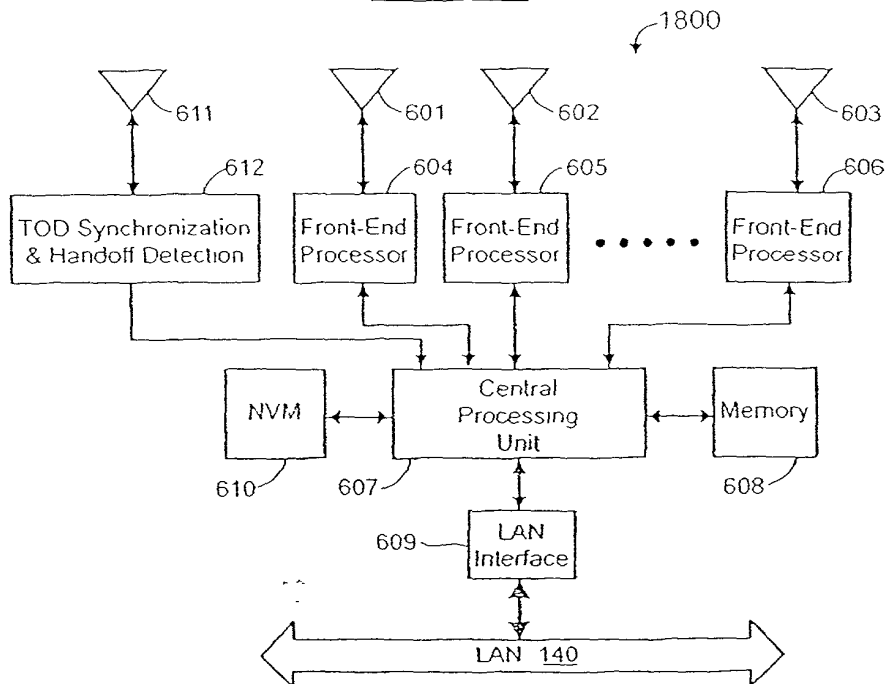 1800
611
601
602
603
612
604
605
606
TOD Synchronization
& Handoff Detection
Front-End
Processor
Front-End
Processor
Front-End
Processor
NVM
Central
Processing
Unit
Memory
610
607
608
609
LAN
Interface
LAN 140